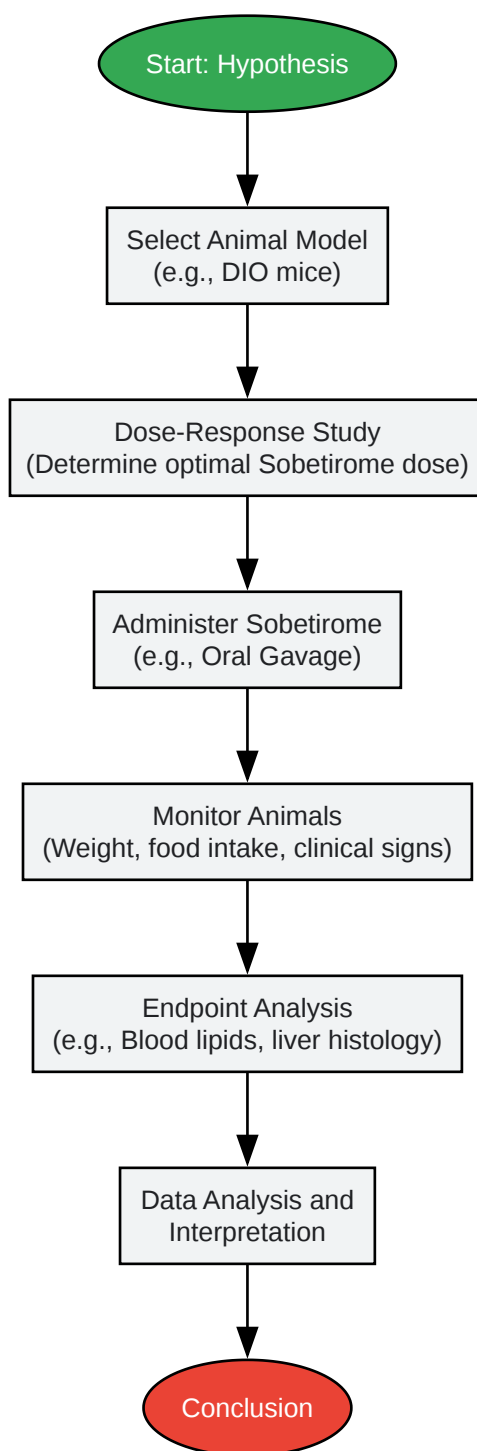 Start: Hypothesis
Select Animal Model
(e.g., DIO mice)
Dose-Response Study
(Determine optimal Sobetirome dose)
Administer Sobetirome
(e.g., Oral Gavage)
Monitor Animals
(Weight, food intake, clinical signs)
Endpoint Analysis
(e.g., Blood lipids, liver histology)
Data Analysis and
Interpretation
Conclusion